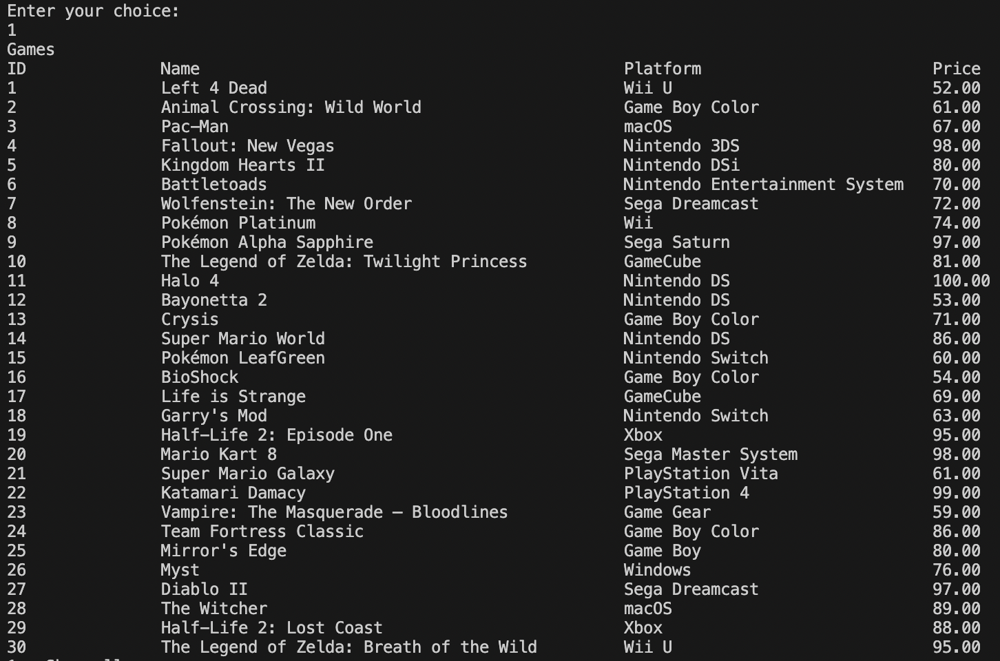 Enter your choice:
1
Games
ID Name Platform Price
1 Left 4 Dead Wii U 52.00
2 Animal Crossing: Wild World Game Boy Color 61.00
3 Pac-Man macOS 67.00
4 Fallout: New Vegas Nintendo 3DS 98.00
5 Kingdom Hearts II Nintendo DSi 80.00
6 Battletoads Nintendo Entertainment System 70.00
7 Wolfenstein: The New Order Sega Dreamcast 72.00
8 Pokémon Platinum Wii 74.00
9 Pokémon Alpha Sapphire Sega Saturn 97.00
10 The Legend of Zelda: Twilight Princess GameCube 81.00
11 Halo 4 Nintendo DS 100.00
12 Bayonetta 2 Nintendo DS 53.00
13 Crysis Game Boy Color 71.00
14 Super Mario World Nintendo DS 86.00
15 Pokémon LeafGreen Nintendo Switch 60.00
16 BioShock Game Boy Color 54.00
17 Life is Strange GameCube 69.00
18 Garry's Mod Nintendo Switch 63.00
19 Half-Life 2: Episode One Xbox 95.00
20 Mario Kart 8 Sega Master System 98.00
21 Super Mario Galaxy PlayStation Vita 61.00
22 Katamari Damacy PlayStation 4 99.00
23 Vampire: The Masquerade – Bloodlines Game Gear 59.00
24 Team Fortress Classic Game Boy Color 86.00
25 Mirror's Edge Game Boy 80.00
26 Myst Windows 76.00
27 Diablo II Sega Dreamcast 97.00
28 The Witcher macOS 89.00
29 Half-Life 2: Lost Coast Xbox 88.00
30 The Legend of Zelda: Breath of the Wild Wii U 95.00